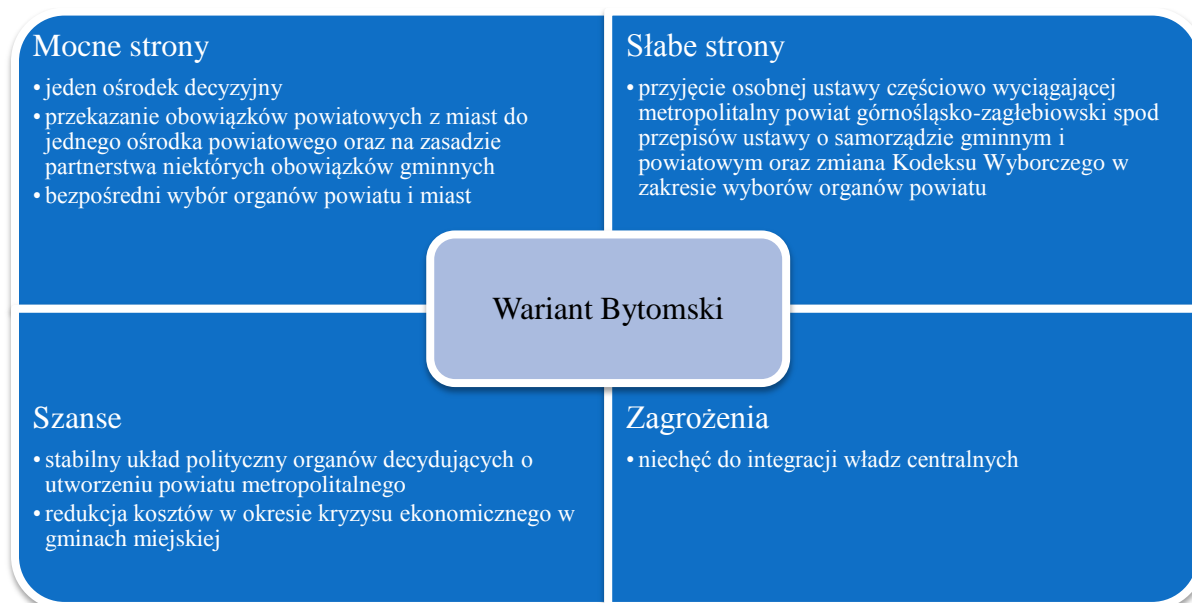 Mocne strony
• jeden ośrodek decyzyjny
• przekazanie obowiązków powiatowych z miast do
jednego ośrodka powiatowego oraz na zasadzie
partnerstwa niektórych obowiązków gminnych
• bezpośredni wybór organów powiatu i miast
Słabe strony
• przyjęcie osobnej ustawy częściowo wyciągającej
metropolitalny powiat górnośląsko-zagłebiowski spod
przepisów ustawy o samorządzie gminnym i
powiatowym oraz zmiana Kodeksu Wyborczego w
zakresie wyborów organów powiatu
Wariant Bytomski
Szanse
• stabilny układ polityczny organów decydujących o
utworzeniu powiatu metropolitalnego
• redukcja kosztów w okresie kryzysu ekonomicznego w
gminach miejskiej
Zagrożenia
• niechęć do integracji władz centralnych